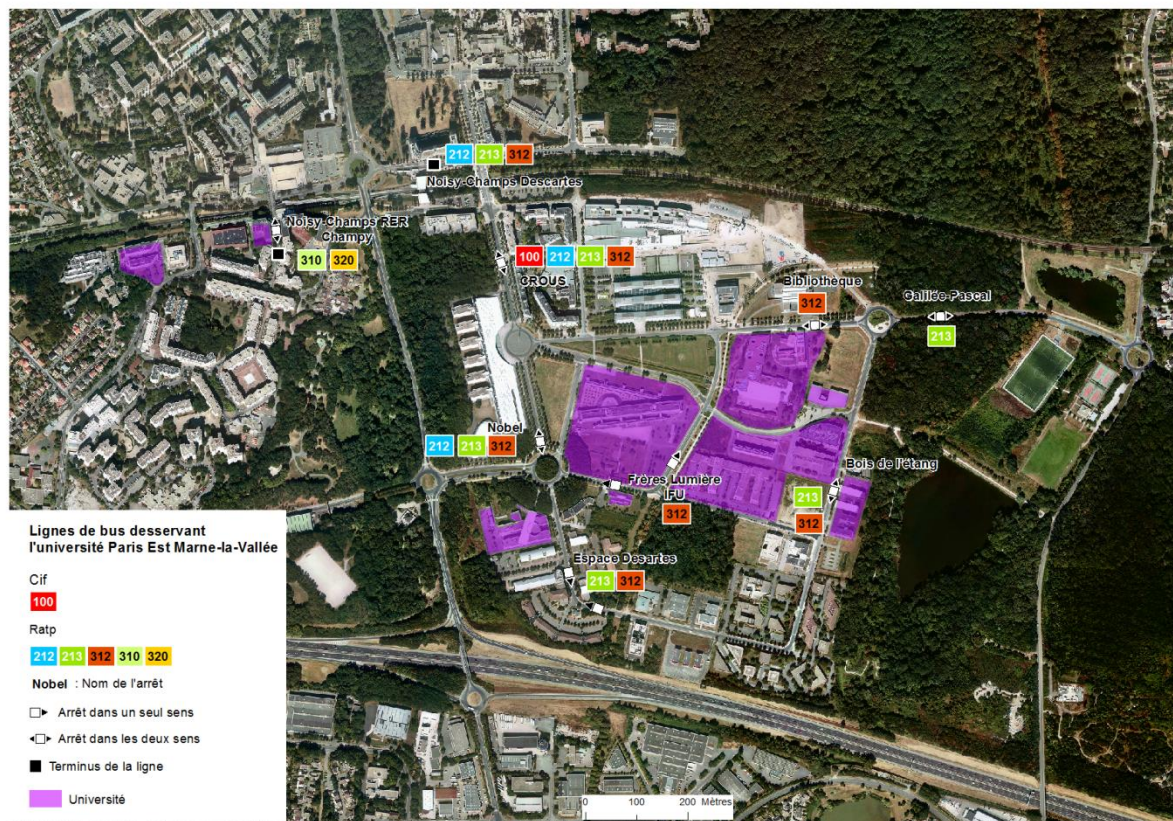 212 213 312
Noisy-Champs Descartes
Noisy-Champs RER
Champy
310 320
100 212 213 312
CROUS
Bibliothèque
312
Galilée-Pascal
213
Nobel
212 213 312
Bois de l'étang
213
312
Frères Lumière
IFU
312
Espace Desartes
213 312
Lignes de bus desservant
l'université Paris Est Marne-la-Vallée
Cif
100
Ratp
212 213 312 310 320
Nobel : Nom de l'arrêt
Arrêt dans un seul sens
Arrêt dans les deux sens
Terminus de la ligne
Université
0 100 200 Mètres